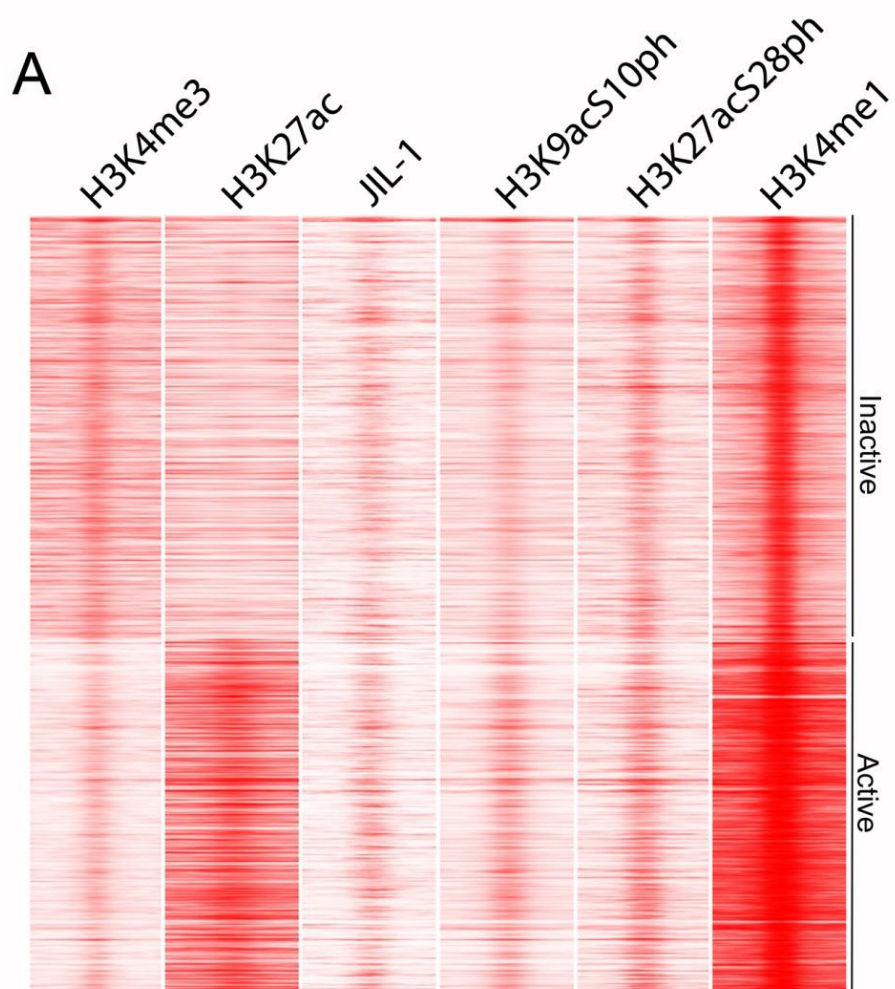 A
H3K4me3
H3K27ac
JIL-1
H3K9acS10ph
H3K27acS28ph
H3K4me1
Inactive
Active